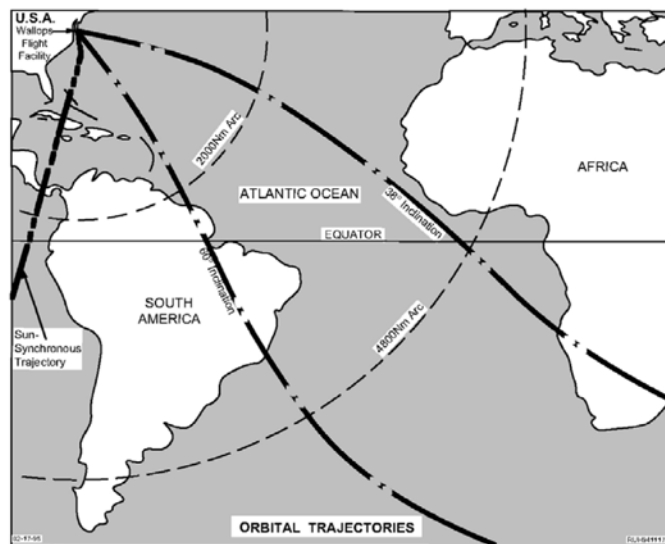 U.S.A.
Wallops
Flight
Facility
2000Nm Arc
AFRICA
ATLANTIC OCEAN
38° Inclination
EQUATOR
60° Inclination
SOUTH
AMERICA
4800Nm Arc
Sun-
Synchronous
Trajectory
ORBITAL TRAJECTORIES